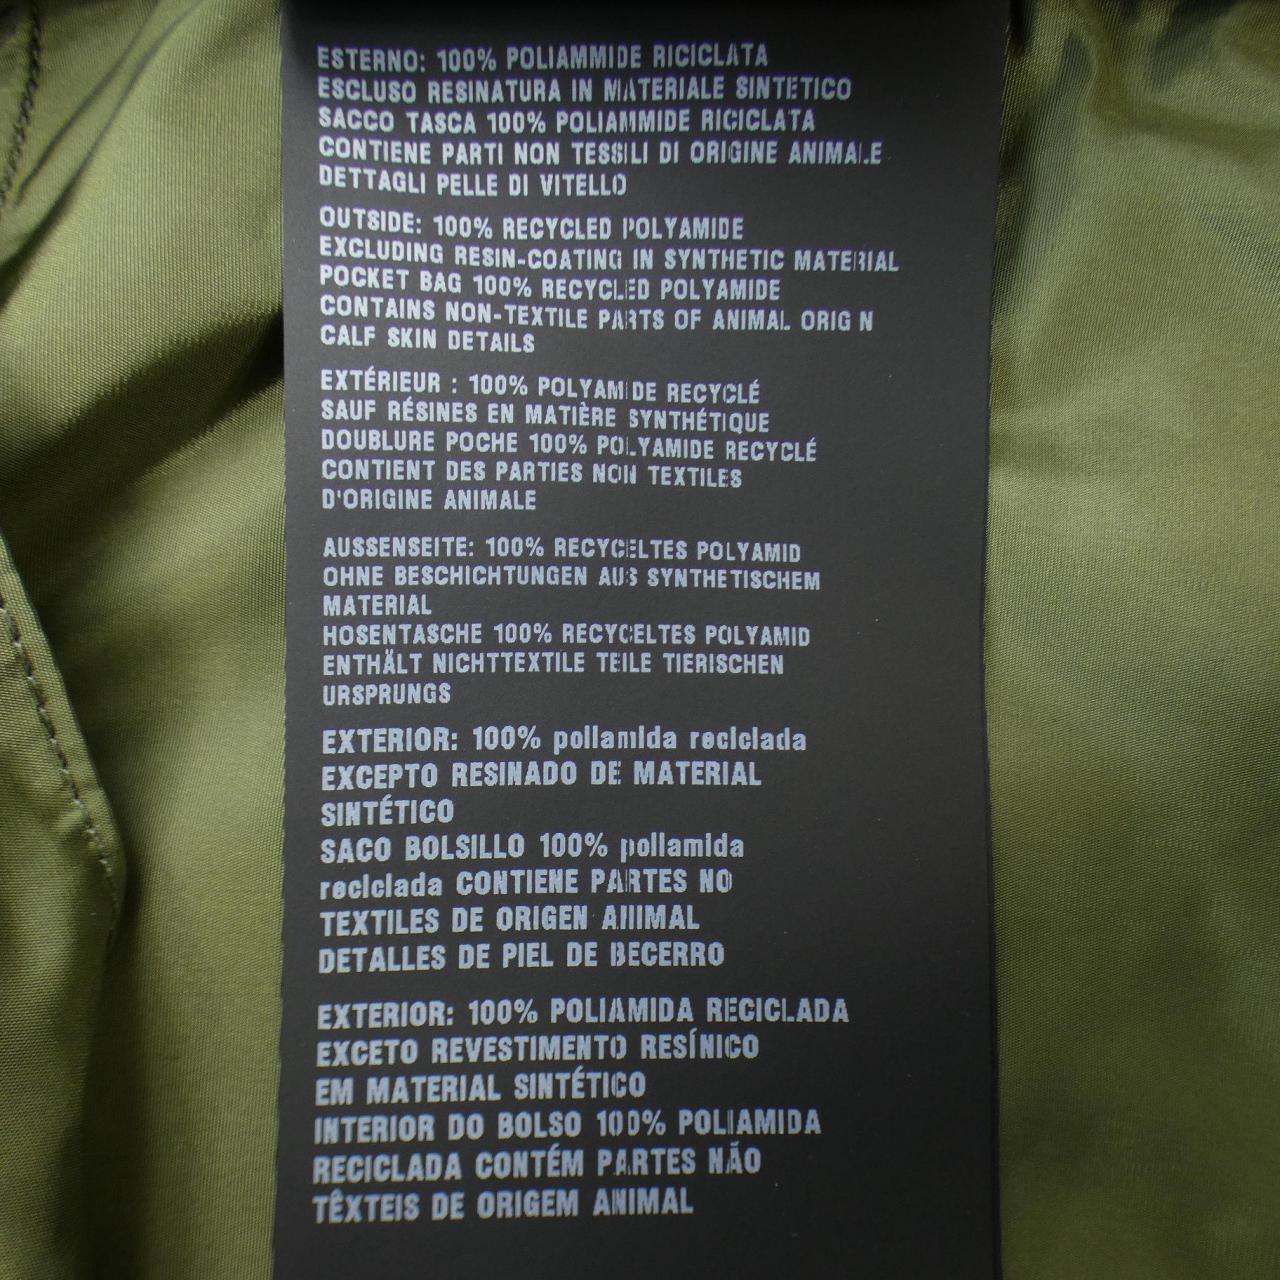 ESTERNO: 100% POLIAMMIDE RICICLATA
ESCLUSO RESINATURA IN MATERIALE SINTETICO
SACCO TASCA 100% POLIAMMIDE RICICLATA
CONTIENE PARTI NON TESSILI DI ORIGINE ANIMALE
DETTAGLI PELLE DI VITELLO
OUTSIDE: 100% RECYCLED POLYAMIDE
EXCLUDING RESIN-COATING IN SYNTHETIC MATERIAL
POCKET BAG 100% RECYCLED POLYAMIDE
CONTAINS NON-TEXTILE PARTS OF ANIMAL ORIGIN
CALF SKIN DETAILS
EXTÉRIEUR : 100% POLYAMIDE RECYCLÉ
SAUF RÉSINES EN MATIÈRE SYNTHÉTIQUE
DOUBLURE POCHE 100% POLYAMIDE RECYCLÉ
CONTIENT DES PARTIES NON TEXTILES
D'ORIGINE ANIMALE
AUSSENSEITE: 100% RECYCELTES POLYAMID
OHNE BESCHICHTUNGEN AUS SYNTHETISCHEM
MATERIAL
HOSENTASCHE 100% RECYCELTES POLYAMID
ENTHÄLT NICHTTEXTILE TEILE TIERISCHEN
URSPRUNGS
EXTERIOR: 100% poliamida reciclada
EXCEPTO RESINADO DE MATERIAL
SINTÉTICO
SACO BOLSILLO 100% poliamida
reciclada CONTIENE PARTES NO
TEXTILES DE ORIGEN ANIMAL
DETALLES DE PIEL DE BECERRO
EXTERIOR: 100% POLIAMIDA RECICLADA
EXCETO REVESTIMENTO RESÍNICO
EM MATERIAL SINTÉTICO
INTERIOR DO BOLSO 100% POLIAMIDA
RECICLADA CONTÉM PARTES NÃO
TÊXTEIS DE ORIGEM ANIMAL